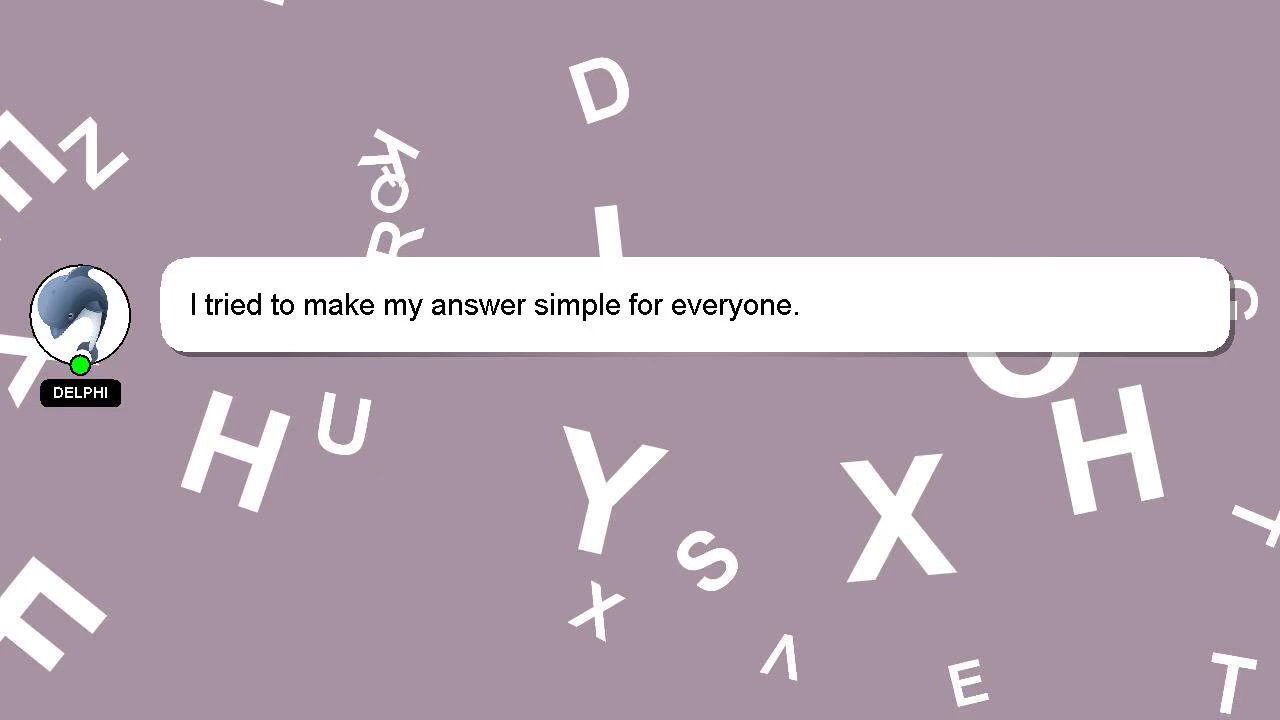 D
N
K
R
I
I tried to make my answer simple for everyone.
DELPHI
H
U
Y
X
H
S
X
V
E
T